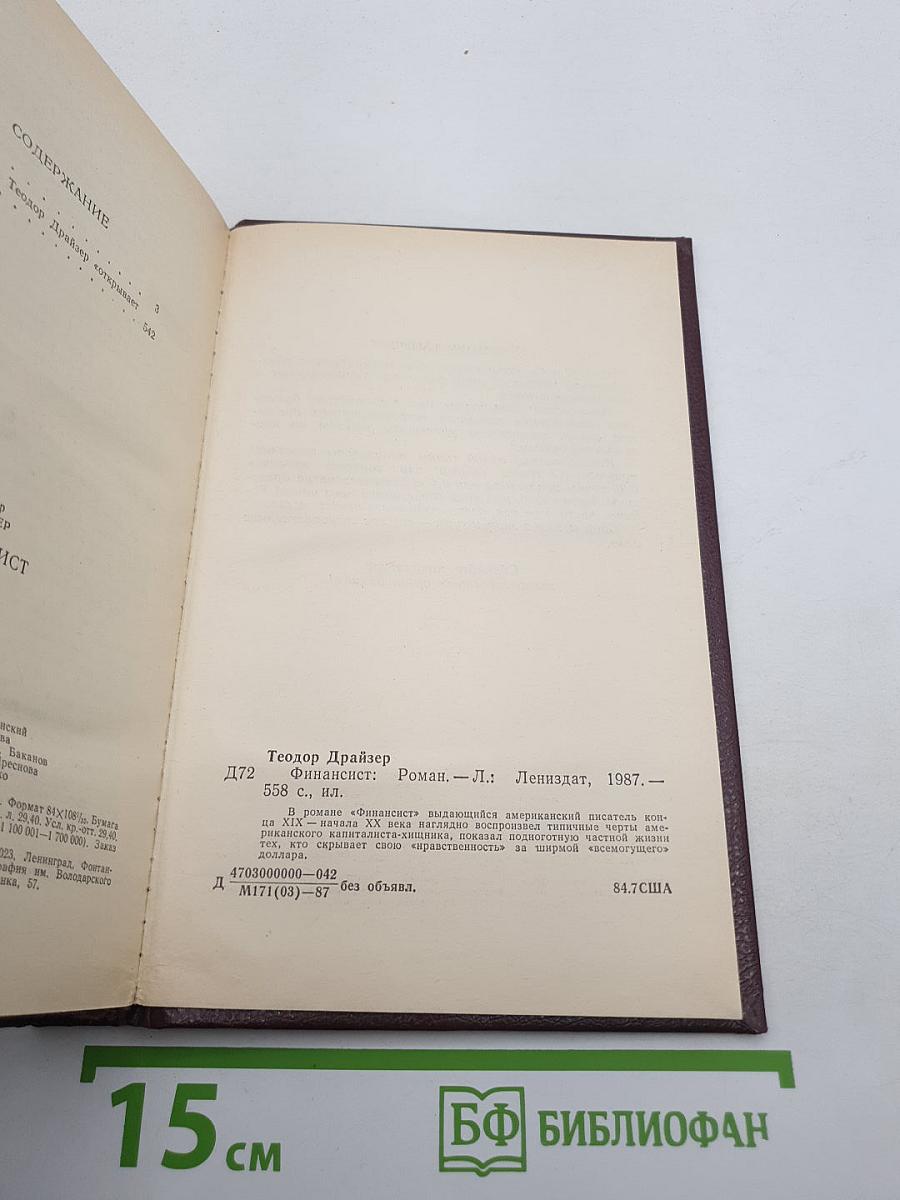 СОДЕРЖАНИЕ
. . . . . . . . 3
Теодор Драйзер «открывает
. . . . . . . . 542
ИСТ
Баканов
Формат 84×108/32. Бумага
л. 29,40. Усл. кр.-отт. 29,40.
1 100 001—1 700 000). Заказ
023, Ленинград, Фонтан-
графия им. Володарского
нка, 57.
Теодор Драйзер
Д72 Финансист: Роман. — Л.: Лениздат, 1987. —
558 с., ил.
В романе «Финансист» выдающийся американский писатель кон-
ца XIX — начала XX века наглядно воспроизвел типичные черты аме-
риканского капиталиста-хищника, показал подноготную частной жизни
тех, кто скрывает свою «нравственность» за ширмой «всемогущего»
доллара.
Д 4703000000—042
М171(03)—87 без объявл. 84.7США
15 см
БФ БИБЛИОФАН